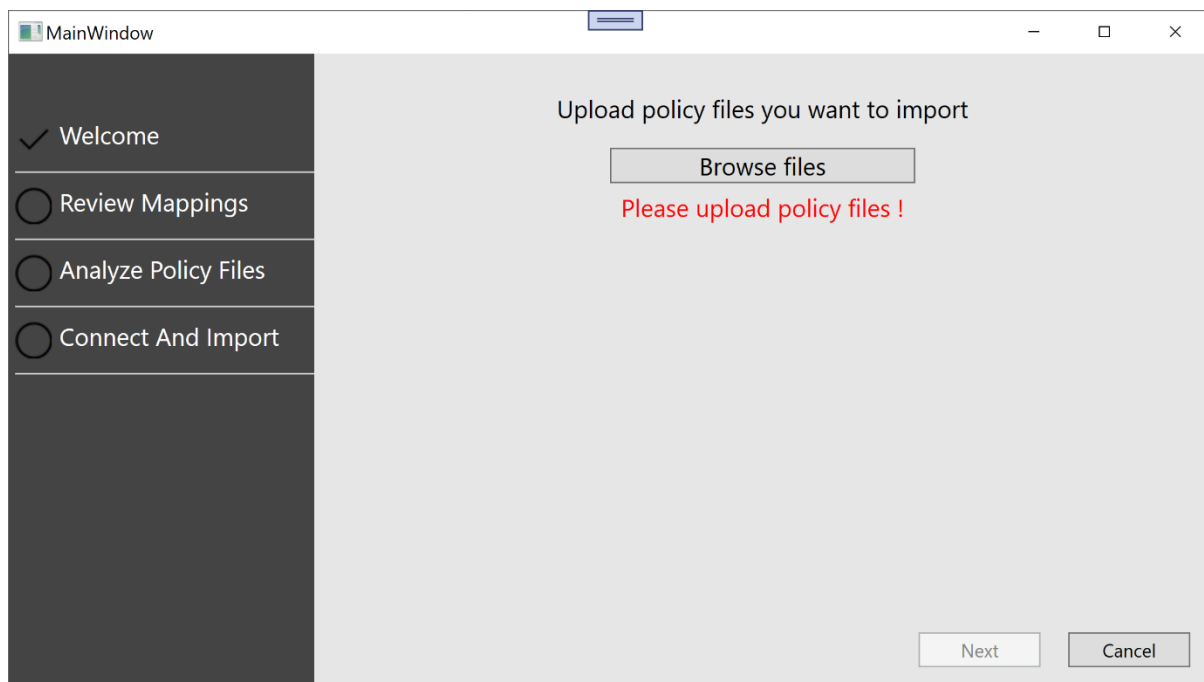 MainWindow
Welcome
Review Mappings
Analyze Policy Files
Connect And Import
Upload policy files you want to import
Browse files
Please upload policy files !
Next
Cancel